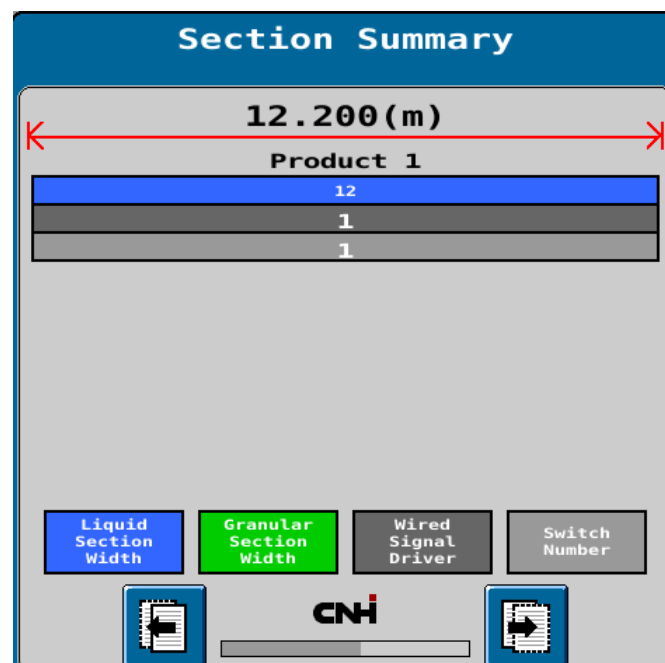 Section Summary
12.200(m)
Product 1
12
1
1
Liquid
Section
Width
Granular
Section
Width
Wired
Signal
Driver
Switch
Number
CNH